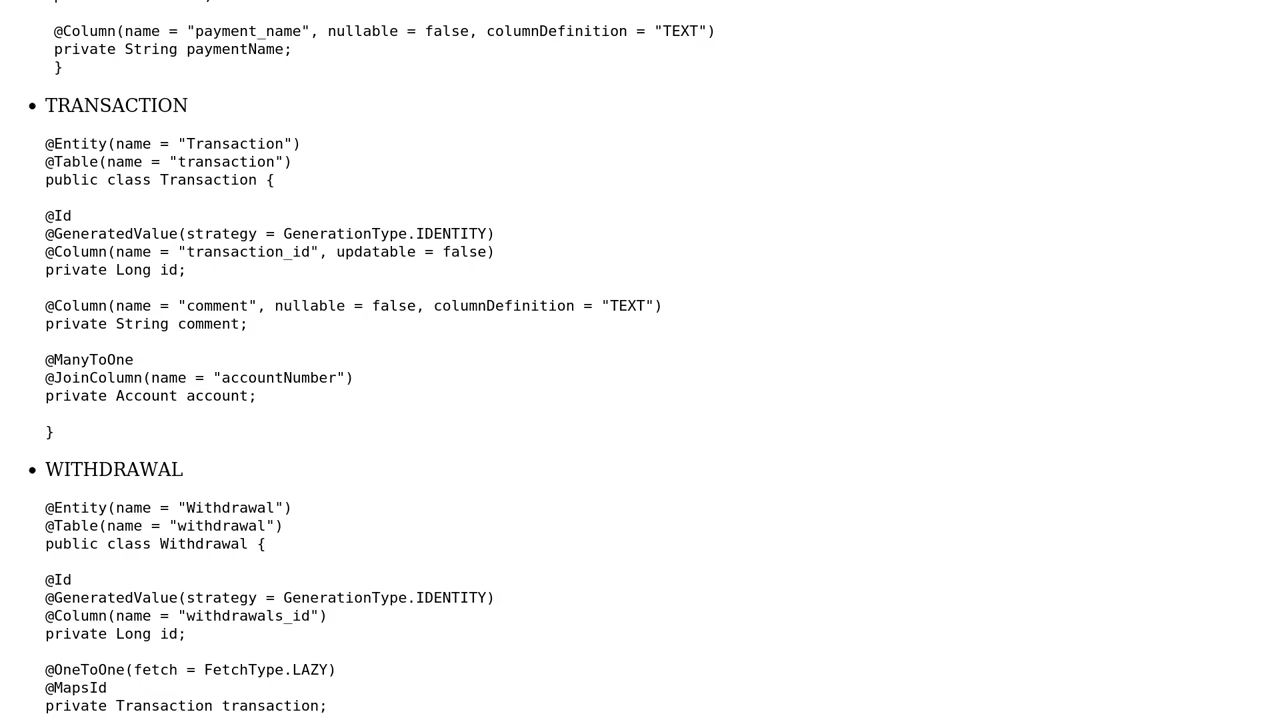 @Column(name = "payment_name", nullable = false, columnDefinition = "TEXT")
private String paymentName;
}
• TRANSACTION
@Entity(name = "Transaction")
@Table(name = "transaction")
public class Transaction {
@Id
@GeneratedValue(strategy = GenerationType.IDENTITY)
@Column(name = "transaction_id", updatable = false)
private Long id;
@Column(name = "comment", nullable = false, columnDefinition = "TEXT")
private String comment;
@ManyToOne
@JoinColumn(name = "accountNumber")
private Account account;
}
• WITHDRAWAL
@Entity(name = "Withdrawal")
@Table(name = "withdrawal")
public class Withdrawal {
@Id
@GeneratedValue(strategy = GenerationType.IDENTITY)
@Column(name = "withdrawals_id")
private Long id;
@OneToOne(fetch = FetchType.LAZY)
@MapsId
private Transaction transaction;